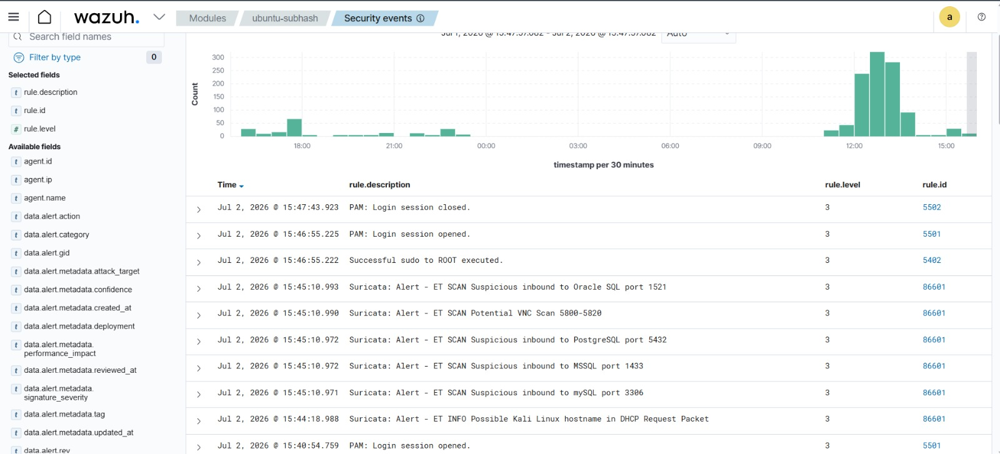 wazuh.
Modules
ubuntu-subhash
Security events
a
Search field names
Filter by type
0
Selected fields
t rule.description
t rule.id
# rule.level
Available fields
t agent.id
t agent.ip
t agent.name
t data.alert.action
t data.alert.category
t data.alert.gid
t data.alert.metadata.attack_target
t data.alert.metadata.confidence
t data.alert.metadata.created_at
t data.alert.metadata.deployment
t data.alert.metadata.
performance_impact
t data.alert.metadata.reviewed_at
t data.alert.metadata.
signature_severity
t data.alert.metadata.tag
t data.alert.metadata.updated_at
t data.alert.rev
Jul 1, 2026 @ 15:47:57.082 - Jul 2, 2026 @ 15:47:57.082
Auto
Count
300
250
200
150
100
50
0
18:00 21:00 00:00 03:00 06:00 09:00 12:00 15:00
timestamp per 30 minutes
Time rule.description rule.level rule.id
Jul 2, 2026 @ 15:47:43.923 PAM: Login session closed. 3 5502
Jul 2, 2026 @ 15:46:55.225 PAM: Login session opened. 3 5501
Jul 2, 2026 @ 15:46:55.222 Successful sudo to ROOT executed. 3 5402
Jul 2, 2026 @ 15:45:10.993 Suricata: Alert - ET SCAN Suspicious inbound to Oracle SQL port 1521 3 86601
Jul 2, 2026 @ 15:45:10.990 Suricata: Alert - ET SCAN Potential VNC Scan 5800-5820 3 86601
Jul 2, 2026 @ 15:45:10.972 Suricata: Alert - ET SCAN Suspicious inbound to PostgreSQL port 5432 3 86601
Jul 2, 2026 @ 15:45:10.972 Suricata: Alert - ET SCAN Suspicious inbound to MSSQL port 1433 3 86601
Jul 2, 2026 @ 15:45:10.971 Suricata: Alert - ET SCAN Suspicious inbound to mySQL port 3306 3 86601
Jul 2, 2026 @ 15:44:18.988 Suricata: Alert - ET INFO Possible Kali Linux hostname in DHCP Request Packet 3 86601
Jul 2, 2026 @ 15:40:54.759 PAM: Login session opened. 3 5501